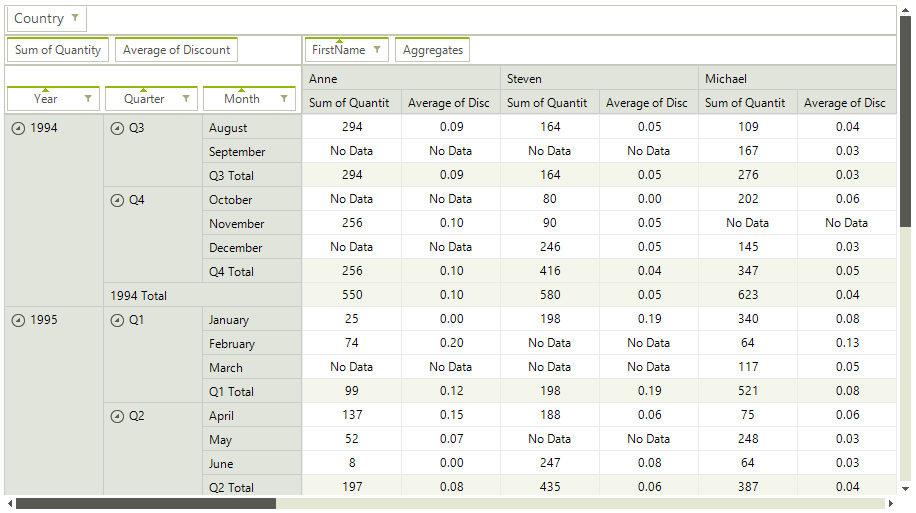 Country
Sum of Quantity Average of Discount FirstName Aggregates
Anne Steven Michael
Year Quarter Month Sum of Quantit Average of Disc Sum of Quantit Average of Disc Sum of Quantit Average of Disc
1994 Q3 August 294 0.09 164 0.05 109 0.04
September No Data No Data No Data No Data 167 0.03
Q3 Total 294 0.09 164 0.05 276 0.03
Q4 October No Data No Data 80 0.00 202 0.06
November 256 0.10 90 0.05 No Data No Data
December No Data No Data 246 0.05 145 0.03
Q4 Total 256 0.10 416 0.04 347 0.05
1994 Total 550 0.10 580 0.05 623 0.04
1995 Q1 January 25 0.00 198 0.19 340 0.08
February 74 0.20 No Data No Data 64 0.13
March No Data No Data No Data No Data 117 0.05
Q1 Total 99 0.12 198 0.19 521 0.08
Q2 April 137 0.15 188 0.06 75 0.06
May 52 0.07 No Data No Data 248 0.03
June 8 0.00 247 0.08 64 0.03
Q2 Total 197 0.08 435 0.06 387 0.04